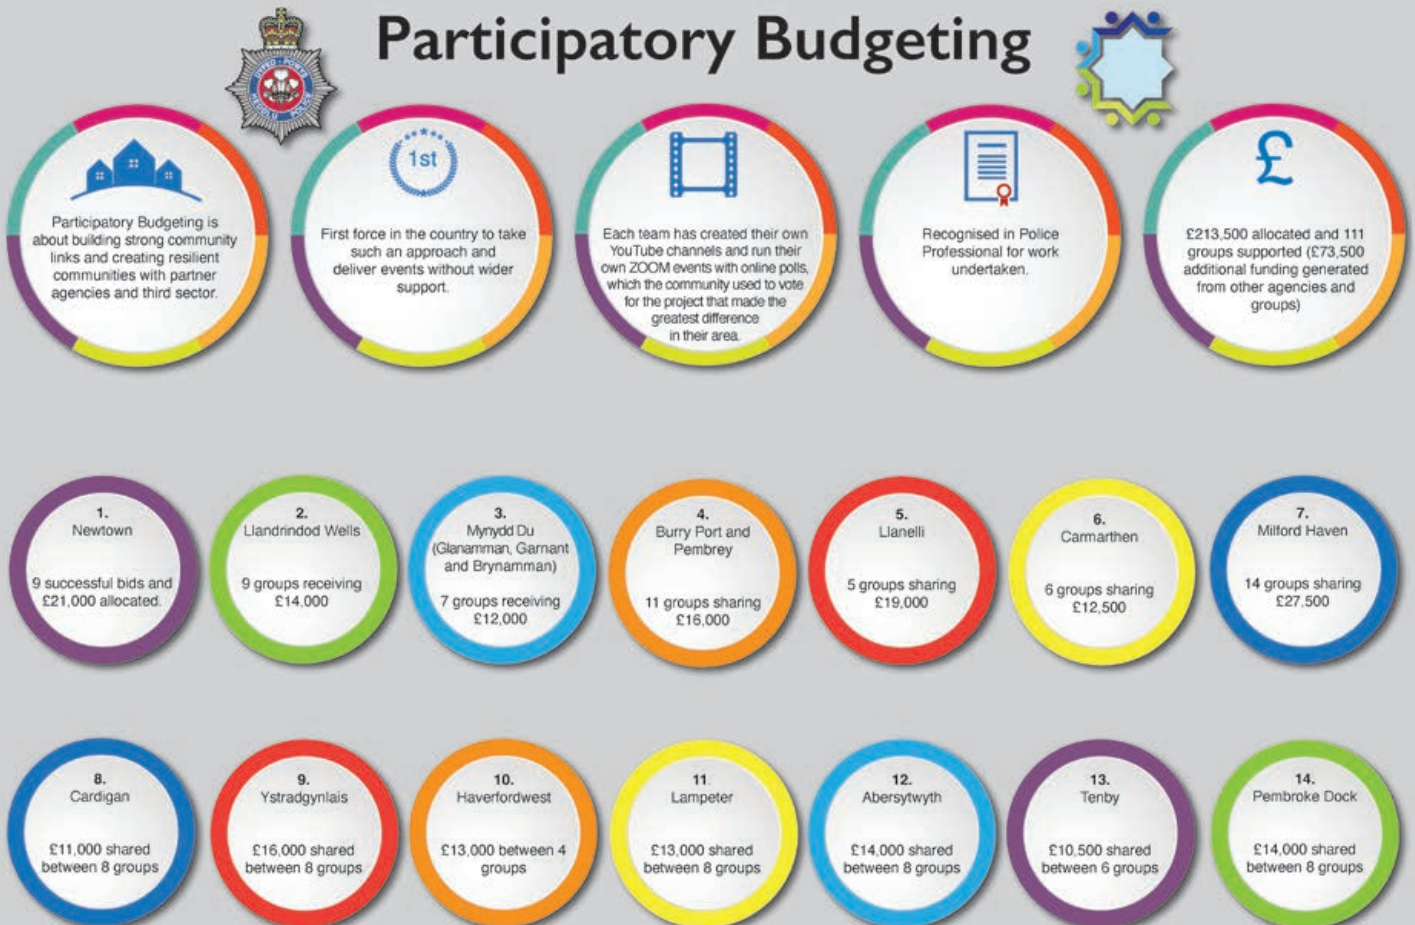 Participatory Budgeting
DYFED - POWYS
HEDDLU POLICE
Participatory Budgeting is
about building strong community
links and creating resilient
communities with partner
agencies and third sector.
1st
First force in the country to take
such an approach and
deliver events without wider
support.
Each team has created their own
YouTube channels and run their
own ZOOM events with online polls,
which the community used to vote
for the project that made the
greatest difference
in their area.
Recognised in Police
Professional for work
undertaken.
£
£213,500 allocated and 111
groups supported (£73,500
additional funding generated
from other agencies and
groups)
1.
Newtown
9 successful bids and
£21,000 allocated.
2.
Llandrindod Wells
9 groups receiving
£14,000
3.
Mynydd Du
(Glanamman, Garnant
and Brynamman)
7 groups receiving
£12,000
4.
Burry Port and
Pembrey
11 groups sharing
£16,000
5.
Llanelli
5 groups sharing
£19,000
6.
Carmarthen
6 groups sharing
£12,500
7.
Milford Haven
14 groups sharing
£27,500
8.
Cardigan
£11,000 shared
between 8 groups
9.
Ystradgynlais
£16,000 shared
between 8 groups
10.
Haverfordwest
£13,000 between 4
groups
11
Lampeter
£13,000 shared
between 8 groups
12.
Abersytwyth
£14,000 shared
between 8 groups
13.
Tenby
£10,500 shared
between 6 groups
14.
Pembroke Dock
£14,000 shared
between 8 groups